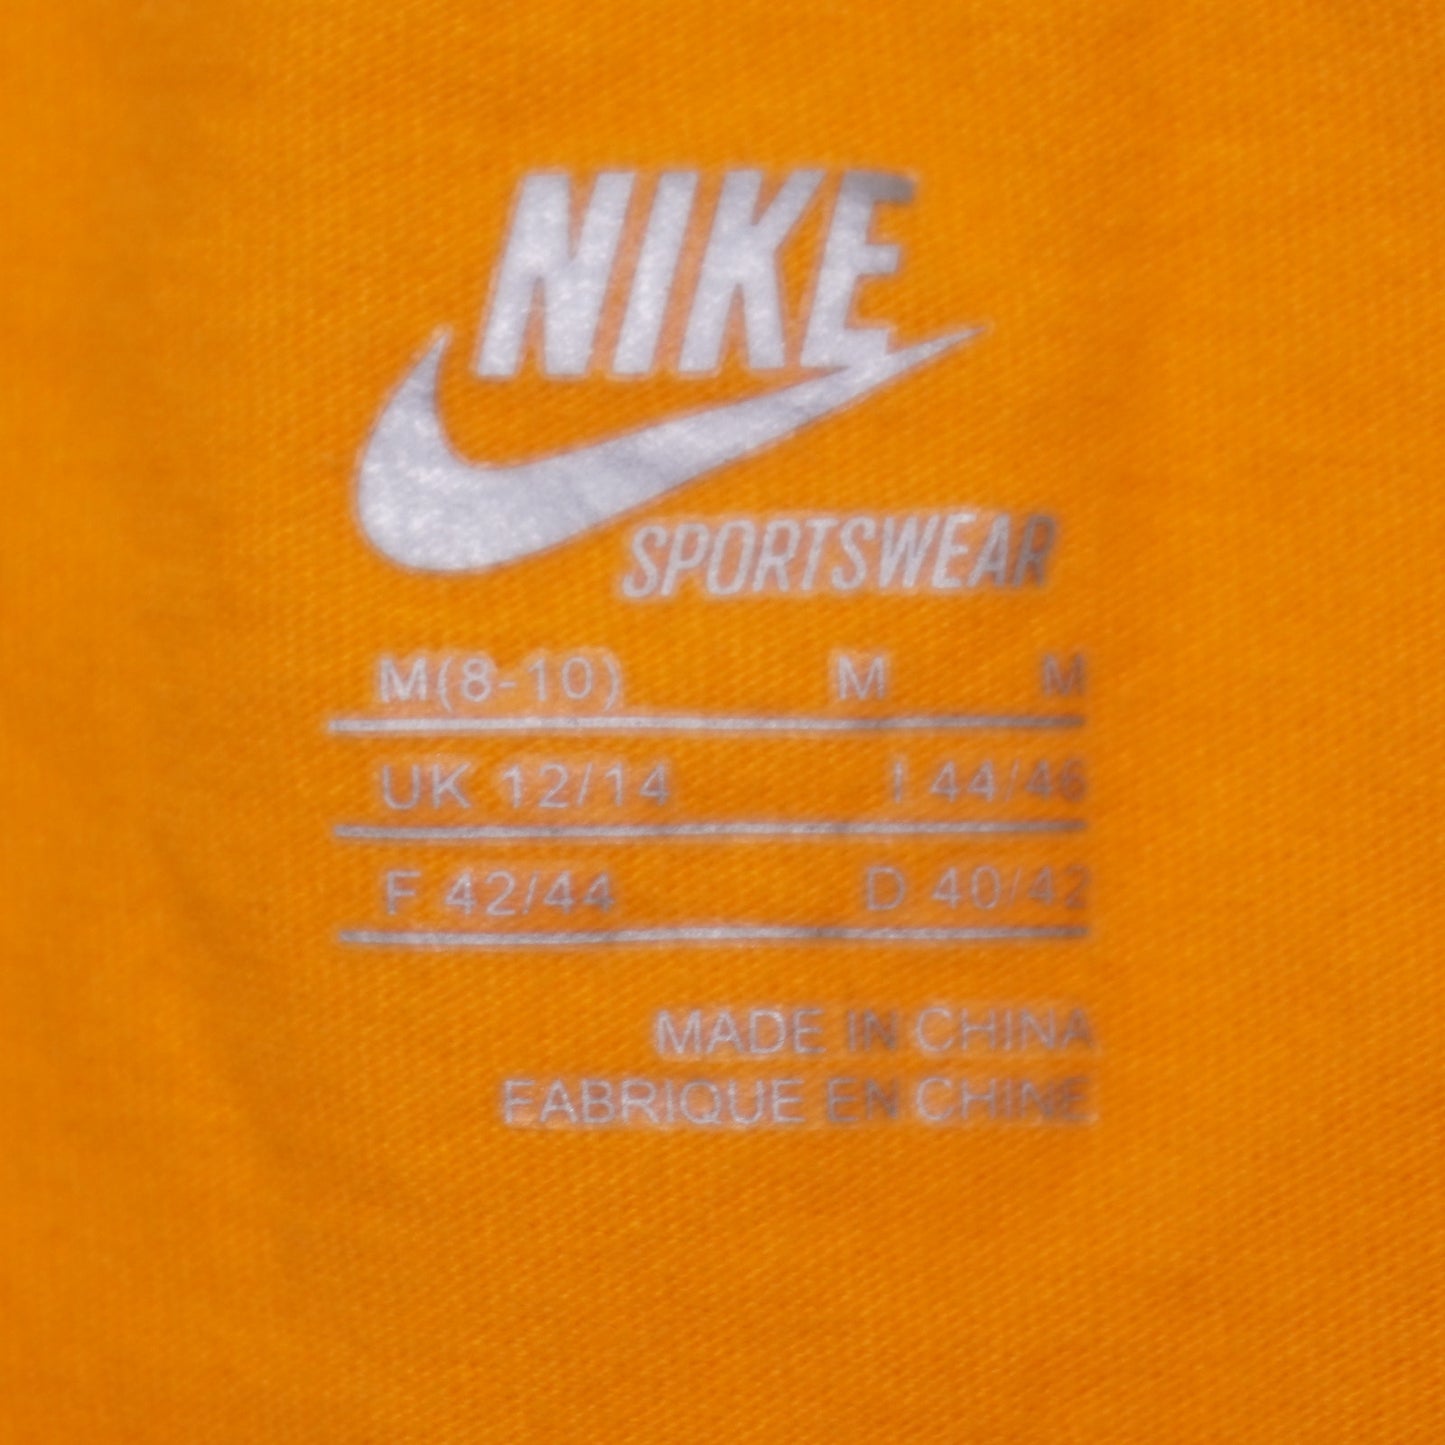 NIKE
SPORTSWEAR
M(8-10) M M
UK 12/14 I 44/46
F 42/44 D 40/42
MADE IN CHINA
FABRIQUE EN CHINE